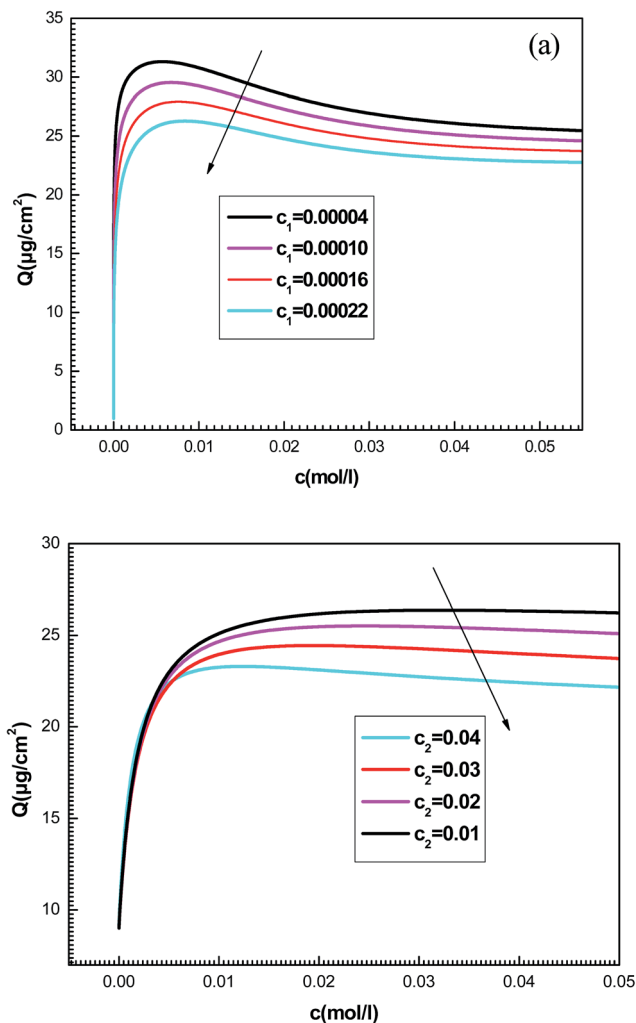 (a)
35
30
25
20
15
10
5
0
Q(μg/cm²)
c₁=0.00004
c₁=0.00010
c₁=0.00016
c₁=0.00022
0.00 0.01 0.02 0.03 0.04 0.05
c(mol/l)
30
25
20
15
10
Q(μg/cm²)
c₂=0.04
c₂=0.03
c₂=0.02
c₂=0.01
0.00 0.01 0.02 0.03 0.04 0.05
c(mol/l)